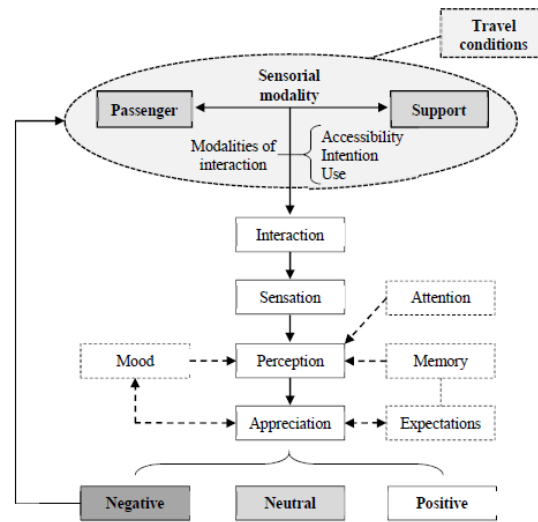 Travel
conditions
Sensorial
modality
Passenger
Support
Modalities of
interaction
Accessibility
Intention
Use
Interaction
Sensation
Attention
Mood
Perception
Memory
Appreciation
Expectations
Negative
Neutral
Positive